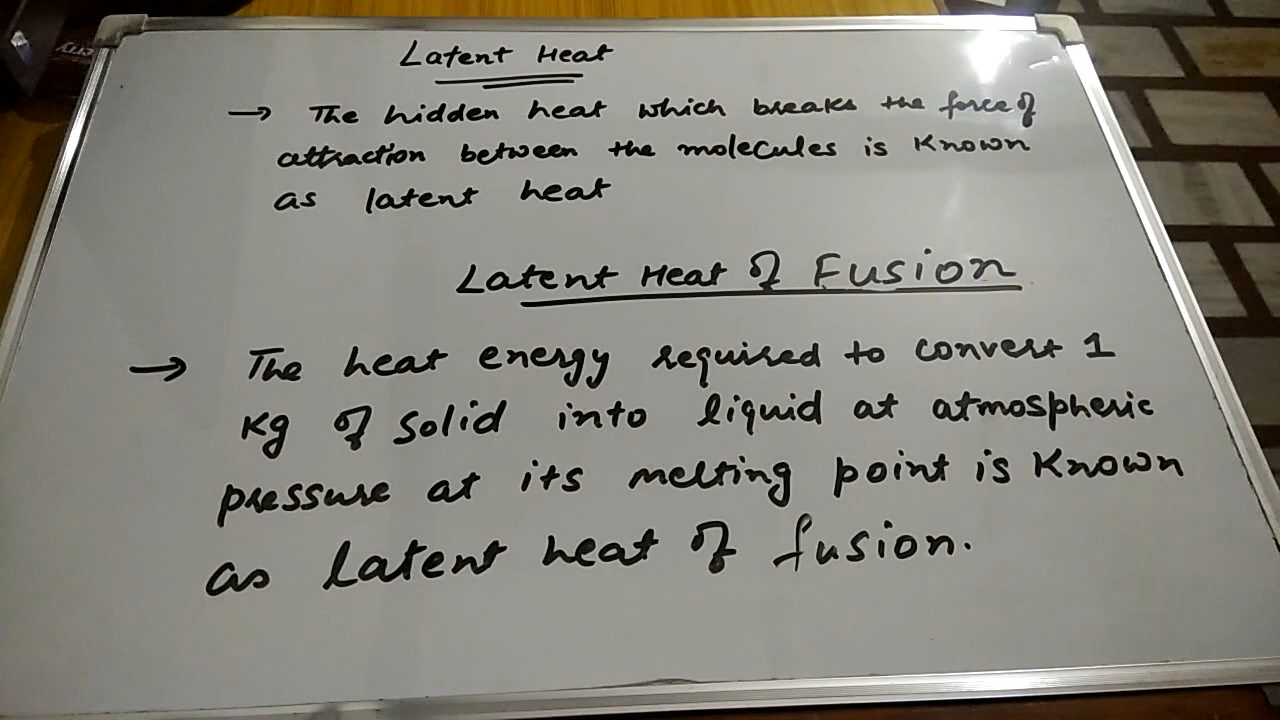 Latent Heat
→ The hidden heat which breaks the force of
attraction between the molecules is Known
as latent heat
Latent Heat of Fusion
→ The heat energy required to convert 1
Kg of solid into liquid at atmospheric
pressure at its melting point is Known
as latent heat of fusion.